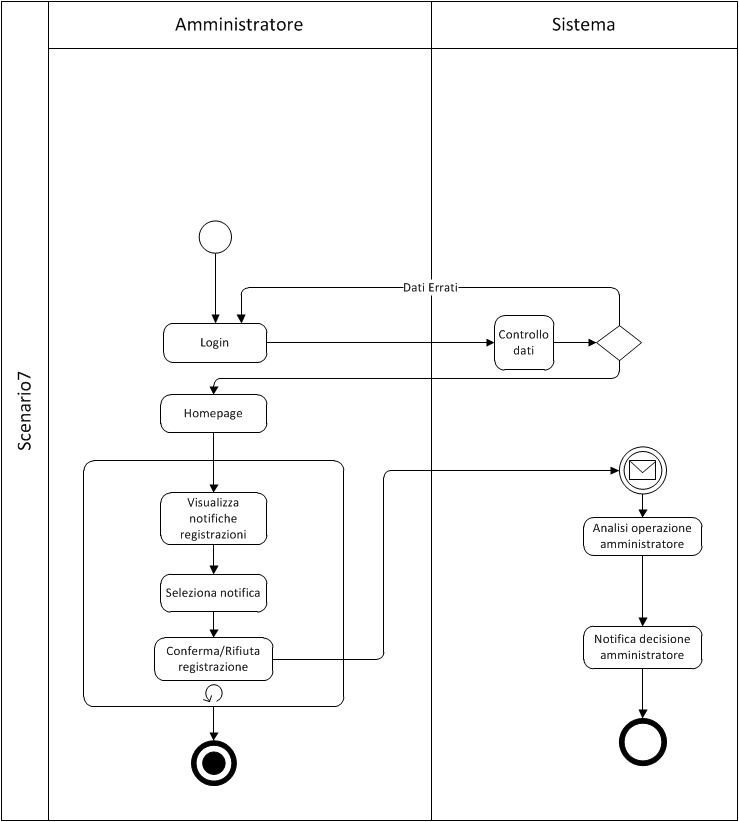 Amministratore
Sistema
Scenario7
Dati Errati
Login
Controllo
dati
Homepage
Visualizza
notifiche
registrazioni
Analisi operazione
amministratore
Seleziona notifica
Conferma/Rifiuta
registrazione
Notifica decisione
amministratore